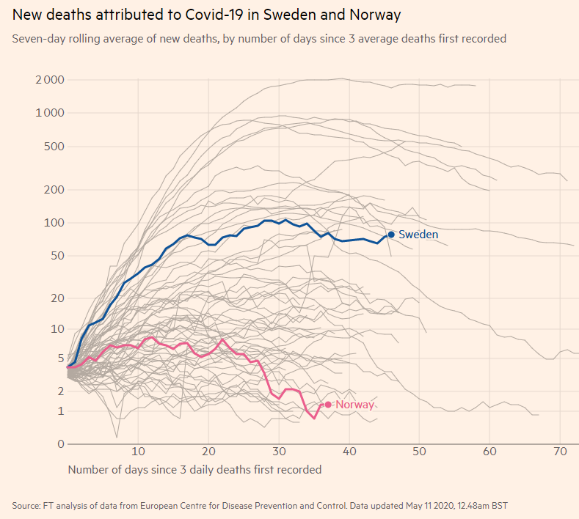 New deaths attributed to Covid-19 in Sweden and Norway
Seven-day rolling average of new deaths, by number of days since 3 average deaths first recorded
2 000
1 000
500
200
100
Sweden
50
20
10
5
2
Norway
1
0
10 20 30 40 50 60 70
Number of days since 3 daily deaths first recorded
Source: FT analysis of data from European Centre for Disease Prevention and Control. Data updated May 11 2020, 12.48am BST